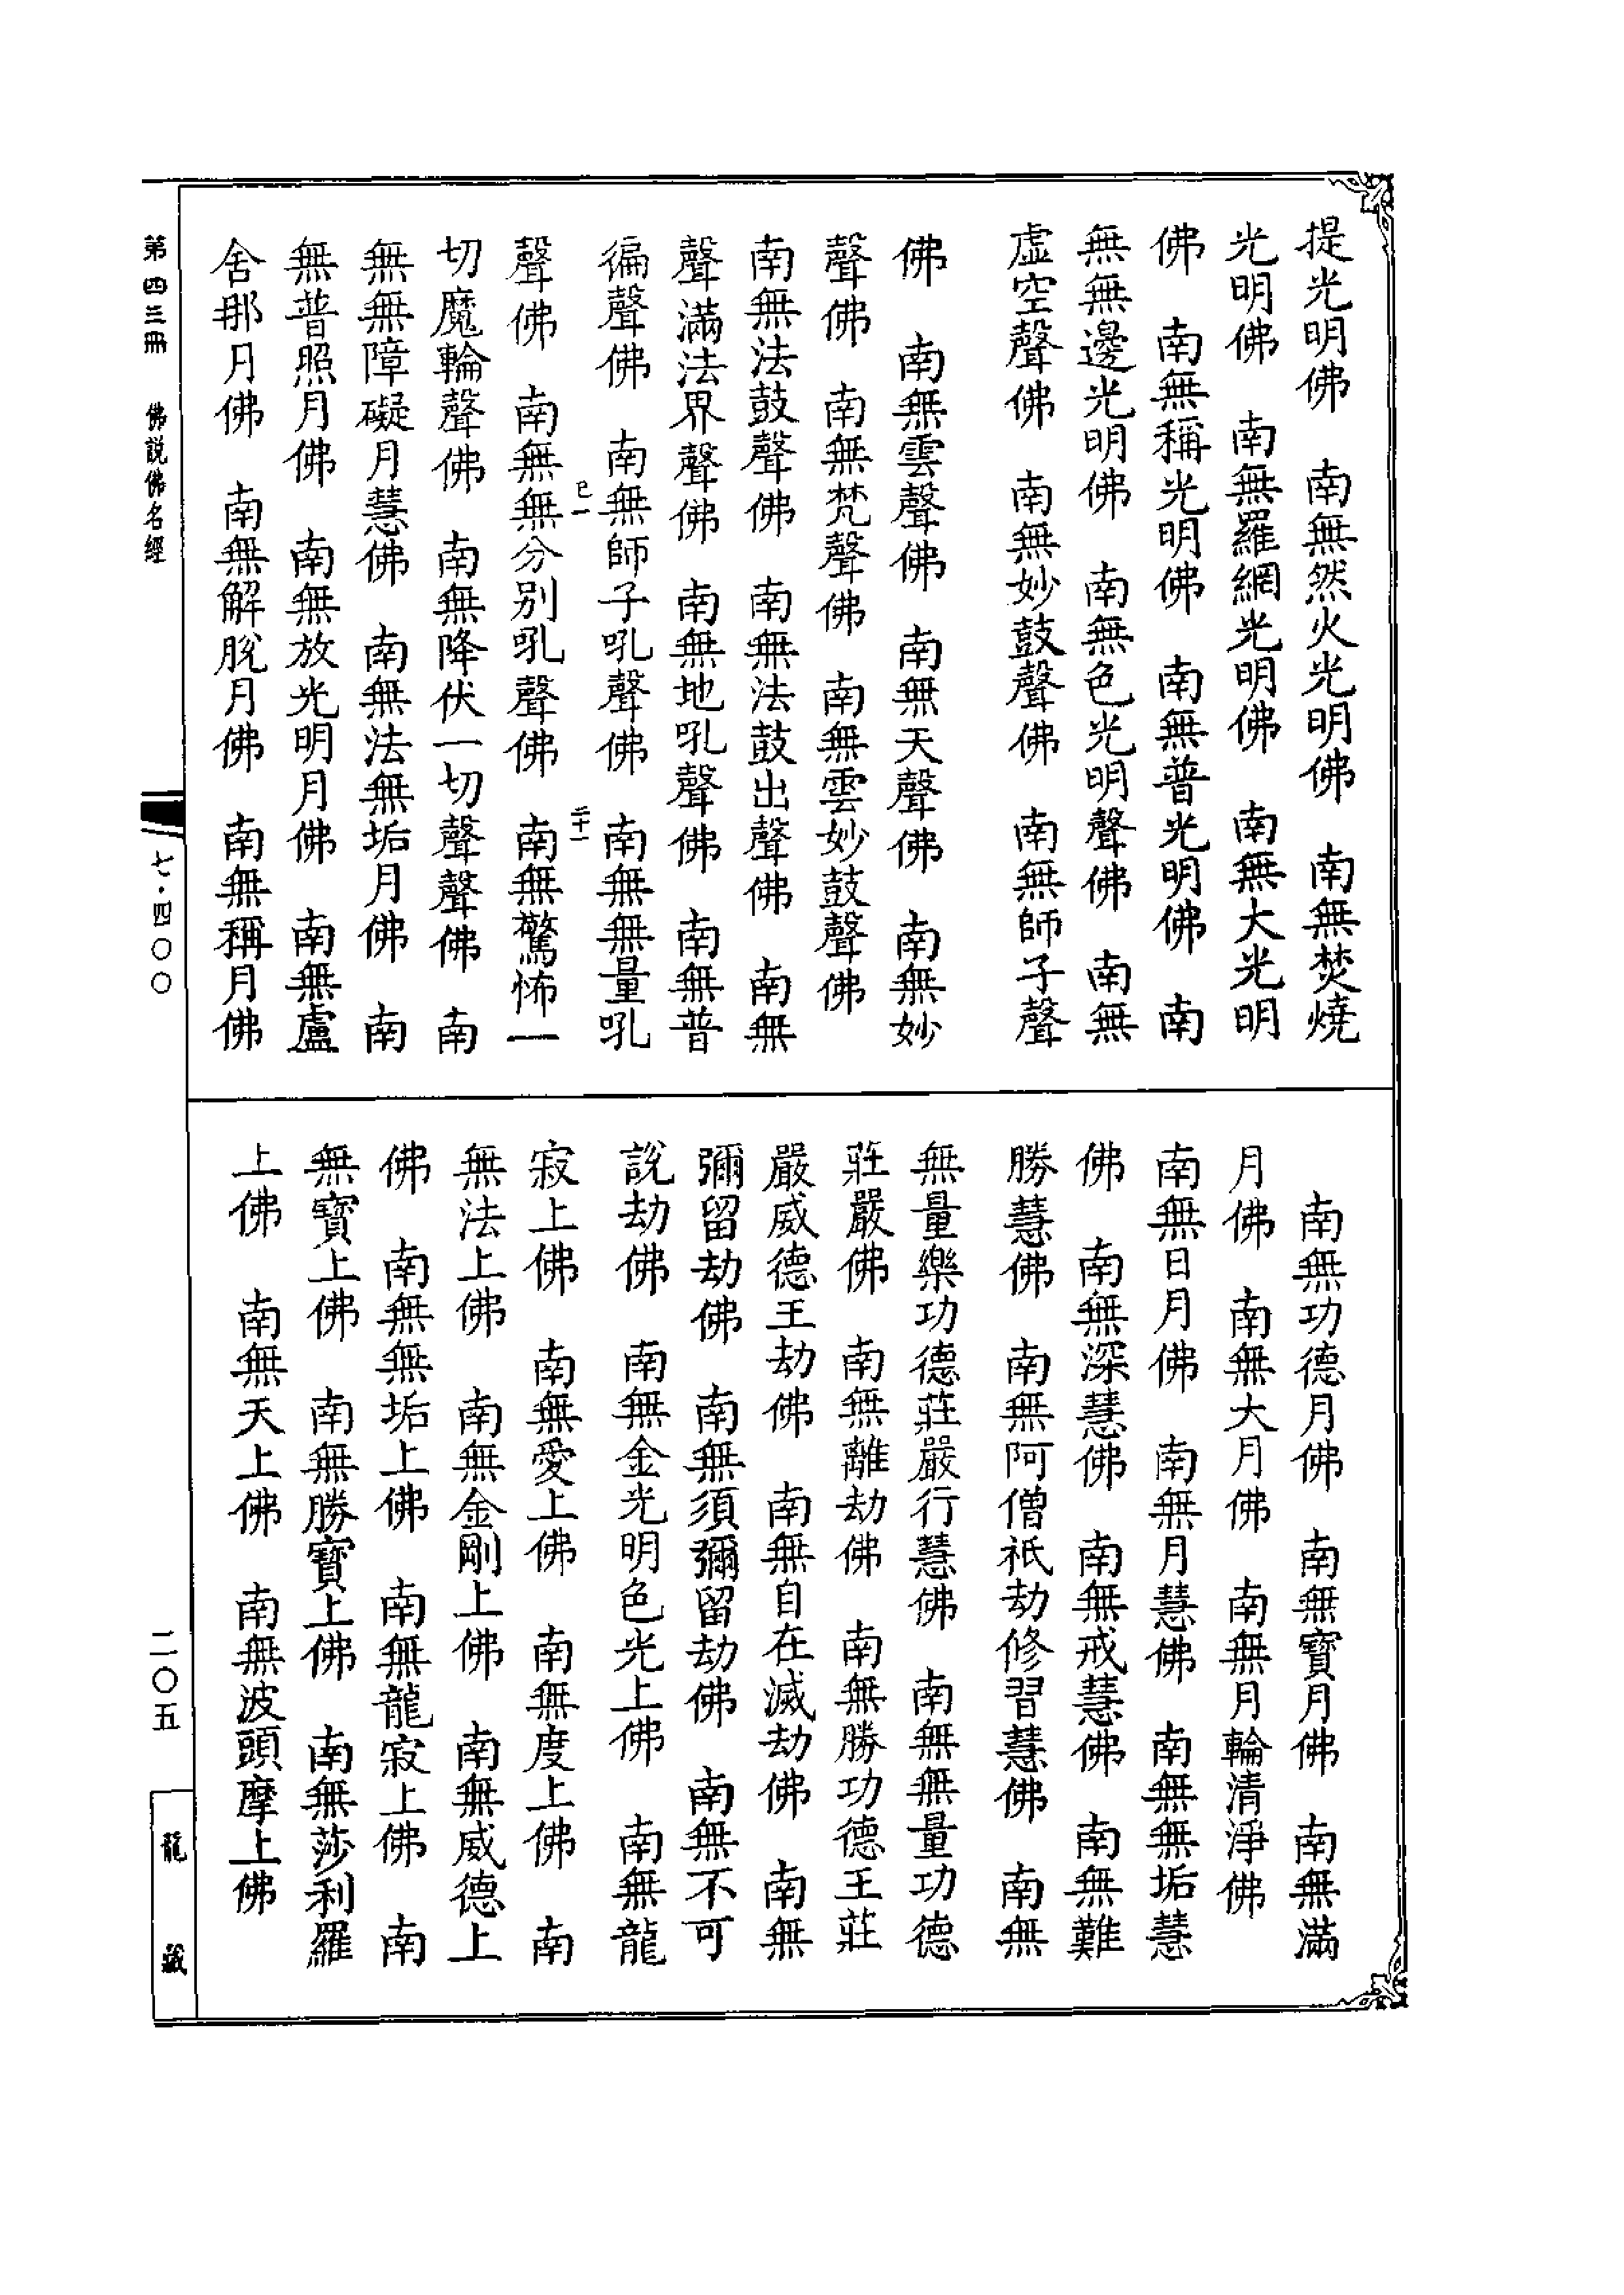 提光明佛　南無然火光明佛　南無焚燒
光明佛　南無羅網光明佛　南無大光明
佛　南無稱光明佛　南無普光明佛　南
無無邊光明佛　南無色光明聲佛　南無
虛空聲佛　南無妙鼓聲佛　南無師子聲
佛　南無雲聲佛　南無天聲佛　南無妙
聲佛　南無梵聲佛　南無雲妙鼓聲佛
南無法鼓聲佛　南無法鼓出聲佛　南無
聲滿法界聲佛　南無地吼聲佛　南無普
徧聲佛　南無師子吼聲佛　南無無量吼
已一　二十一
聲佛　南無無分別吼聲佛　南無驚怖一
切魔輪聲佛　南無降伏一切聲聲佛　南
無無障礙月慧佛　南無法無垢月佛　南
無普照月佛　南無放光明月佛　南無盧
舍那月佛　南無解脫月佛　南無稱月佛
南無功德月佛　南無寶月佛　南無滿
月佛　南無大月佛　南無月輪清淨佛
南無日月佛　南無月慧佛　南無無垢慧
佛　南無深慧佛　南無戒慧佛　南無難
勝慧佛　南無阿僧祇劫修習慧佛　南無
無量樂功德莊嚴行慧佛　南無無量功德
莊嚴佛　南無離劫佛　南無勝功德王莊
嚴威德王劫佛　南無自在滅劫佛　南無
彌留劫佛　南無須彌留劫佛　南無不可
說劫佛　南無金光明色光上佛　南無龍
寂上佛　南無愛上佛　南無度上佛　南
無法上佛　南無金剛上佛　南無威德上
佛　南無無垢上佛　南無龍寂上佛　南
無寶上佛　南無勝寶上佛　南無莎利羅
上佛　南無天上佛　南無波頭摩上佛
第四三冊　佛說佛名經
七·四〇〇
二〇五
龍藏